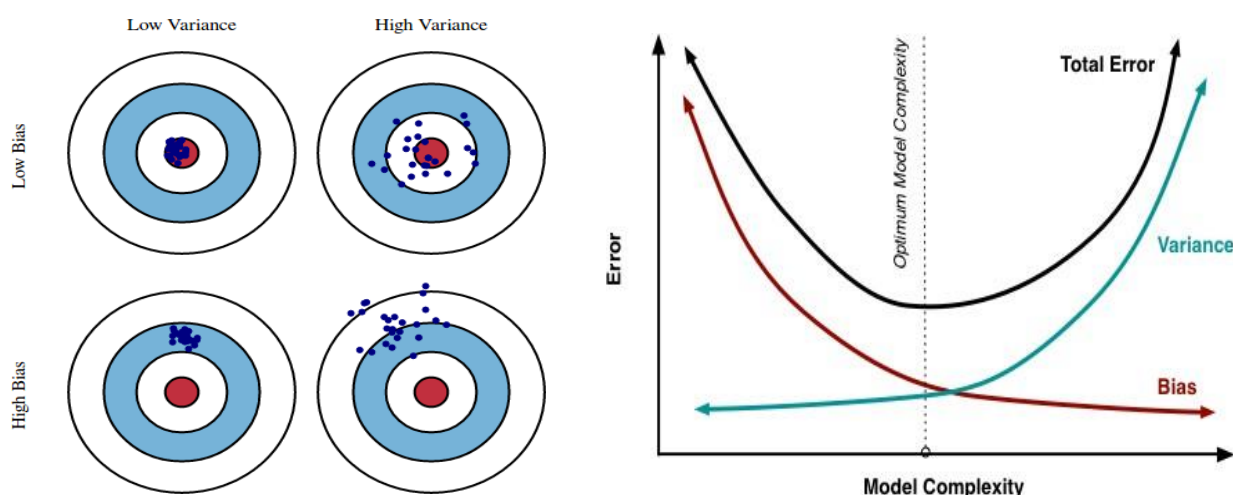 Low Variance
High Variance
Low Bias
High Bias
Error
Optimum Model Complexity
Total Error
Variance
Bias
Model Complexity